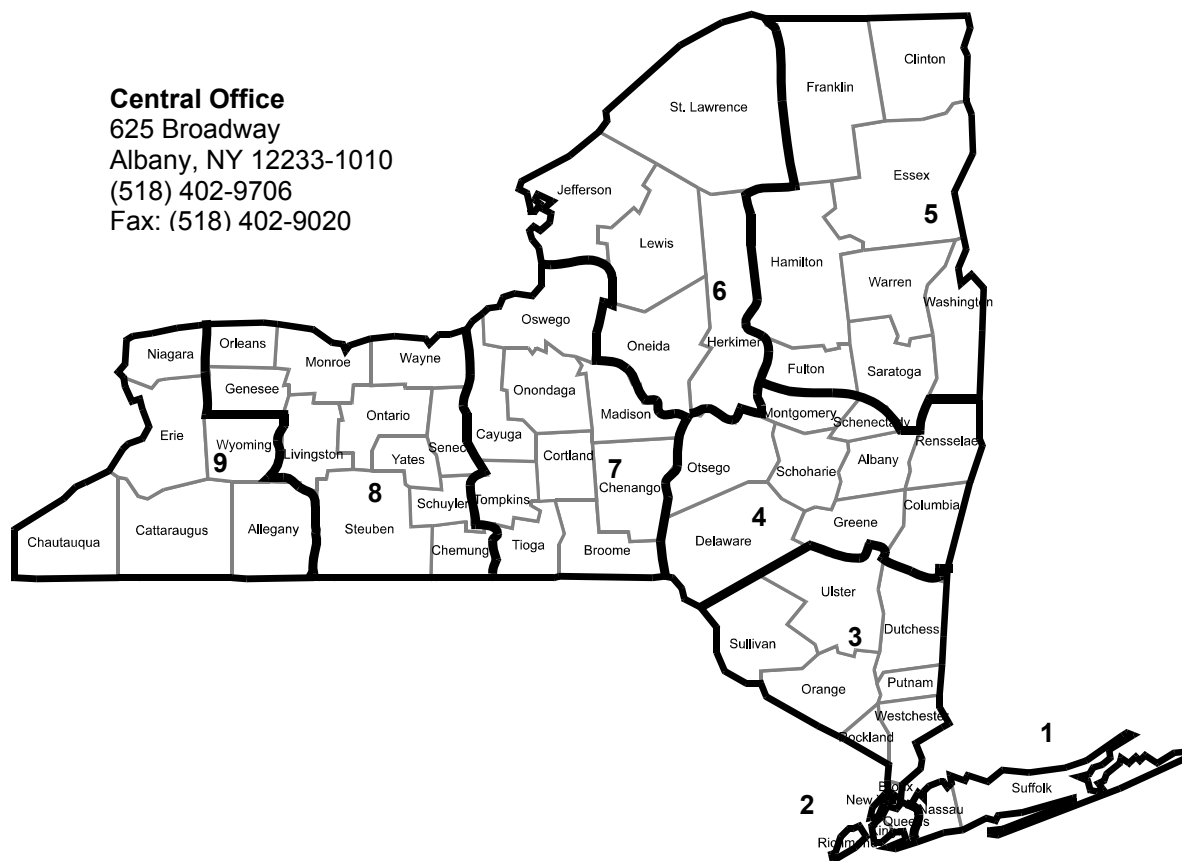 Central Office
625 Broadway
Albany, NY 12233-1010
(518) 402-9706
Fax: (518) 402-9020
Clinton
Franklin
St. Lawrence
Essex
Jefferson
5
Lewis
Hamilton
Warren
6
Washington
Oswego
Herkimer
Oneida
Niagara
Orleans
Monroe
Wayne
Fulton
Saratoga
Genesee
Onondaga
Ontario
Madison
Montgomery
Schenectady
Erie
Wyoming
Cayuga
Senec
Livingston
Rensselae
Yates
Cortland
Albany
9
7
Otsego
Schoharie
8
Chenango
Schuyler
Tompkins
Columbia
4
Greene
Steuben
Chautauqua
Cattaraugus
Allegany
Chemung
Tioga
Broome
Delaware
Ulster
Dutchess
3
Sullivan
Putnam
Orange
Westchester
Rockland
1
Suffolk
Bronx
2
New
Nassau
Queens
Richmond